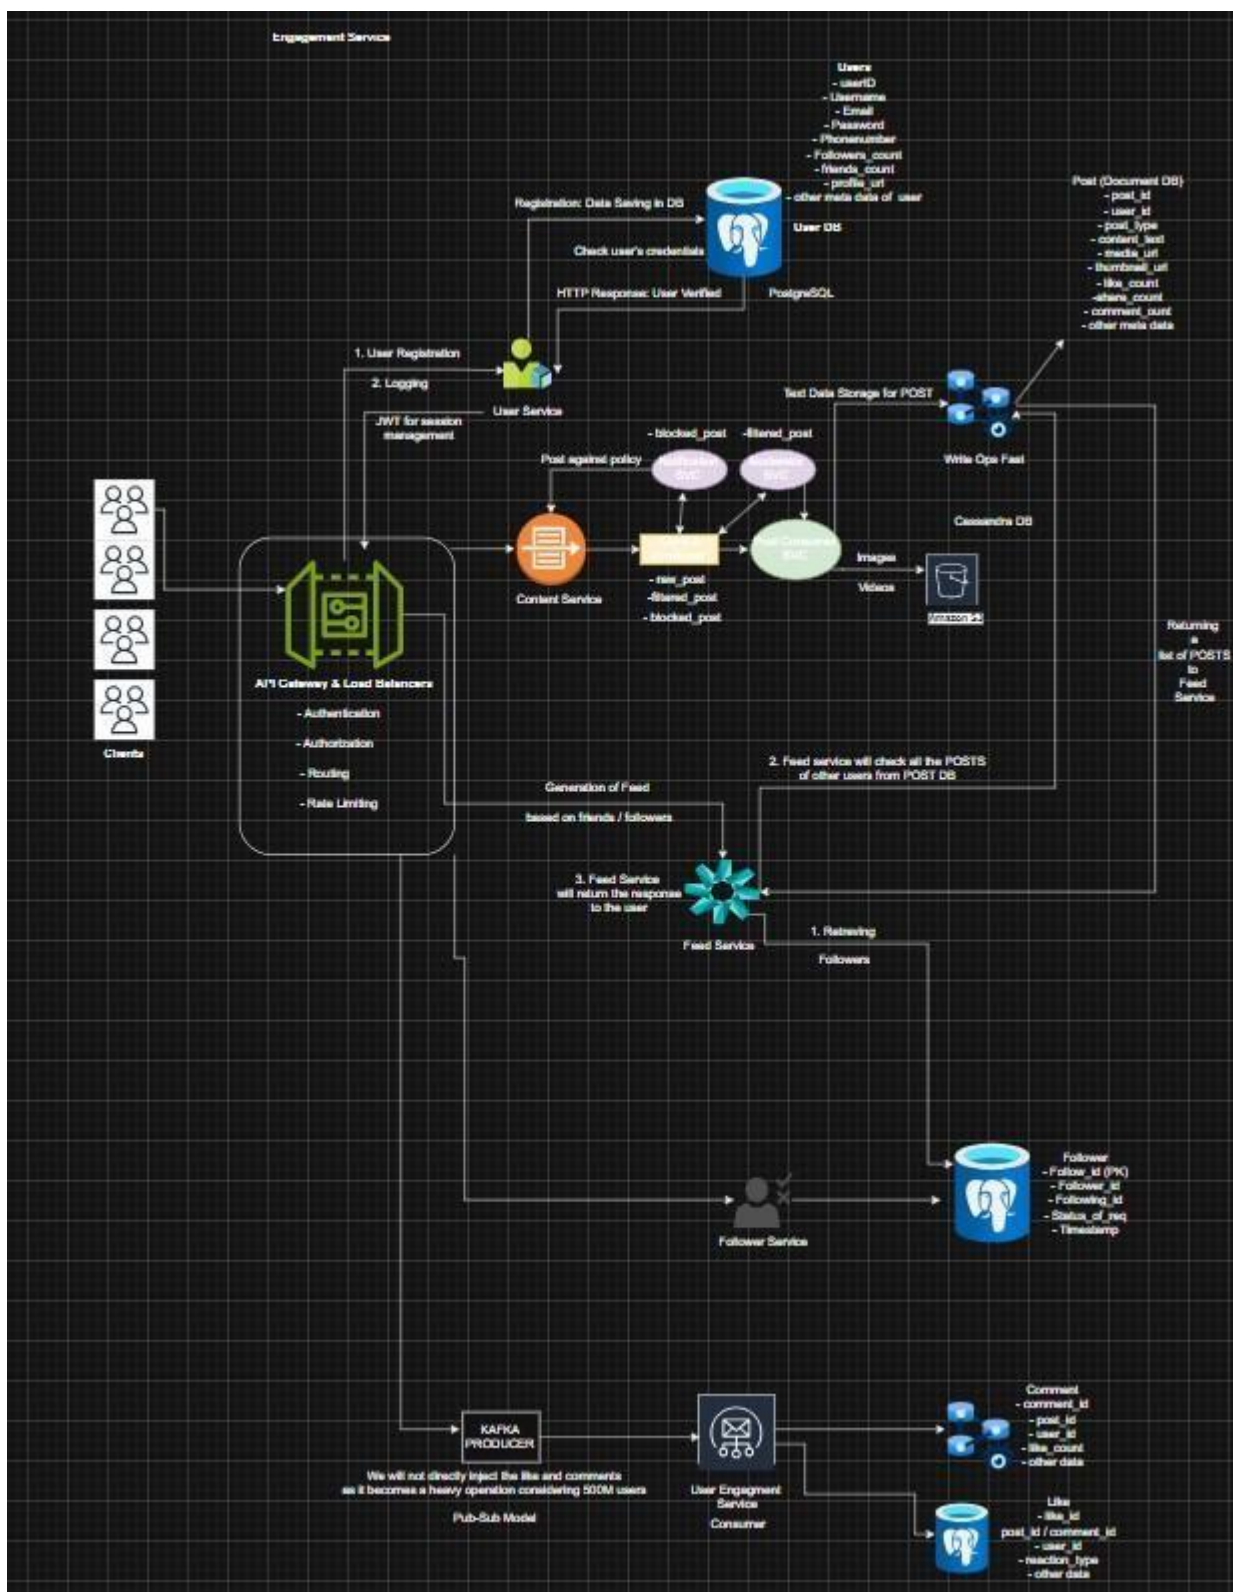 Engagement Service
Users
- userID
- Username
- Email
- Password
- Phonenumber
- Followers_count
- friends_count
- profile_url
- other meta data of user
User DB
PostgreSQL
Registration: Data Saving in DB
Check user's credentials
HTTP Response: User Verified
Post (Document DB)
- post_id
- user_id
- post_type
- content_text
- media_url
- thumbnail_url
- like_count
-share_count
- comment_ount
- other meta data
1. User Registration
2. Logging
User Service
JWT for session
management
Text Data Storage for POST
Write Ops Fast
Cassandra DB
- blocked_post
-filtered_post
Post against policy
SVC
SVC
Content Service
- new_post
-filtered_post
- blocked_post
SVC
Images
Videos
Amazon S3
Clients
API Gateway & Load Balancers
- Authentication
- Authorization
- Routing
- Rate Limiting
Returning
a
list of POSTS
to
Feed
Service
2. Feed service will check all the POSTS
of other users from POST DB
Generation of Feed
based on friends / followers
3. Feed Service
will return the response
to the user
Feed Service
1. Retreving
Followers
Follower Service
Follower
- Follow_id (PK)
- Follower_id
- Following_id
- Status_of_req
- Timestamp
KAFKA
PRODUCER
We will not directly inject the like and comments
as it becomes a heavy operation considering 500M users
Pub-Sub Model
User Engagment
Service
Consumer
Comment
- comment_id
- post_id
- user_id
- like_count
- other data
Like
- like_id
post_id / comment_id
- user_id
- reaction_type
- other data